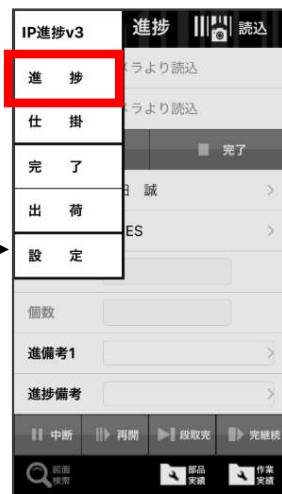 IP進捗v3
進捗
読込
進 捗
ラより読込
仕 掛
ラより読込
完 了
完了
誠
出 荷
ES
設 定
個数
進備考1
進捗備考
中断
再開
段取完
完継続
図面
検索
部品
実績
作業
実績